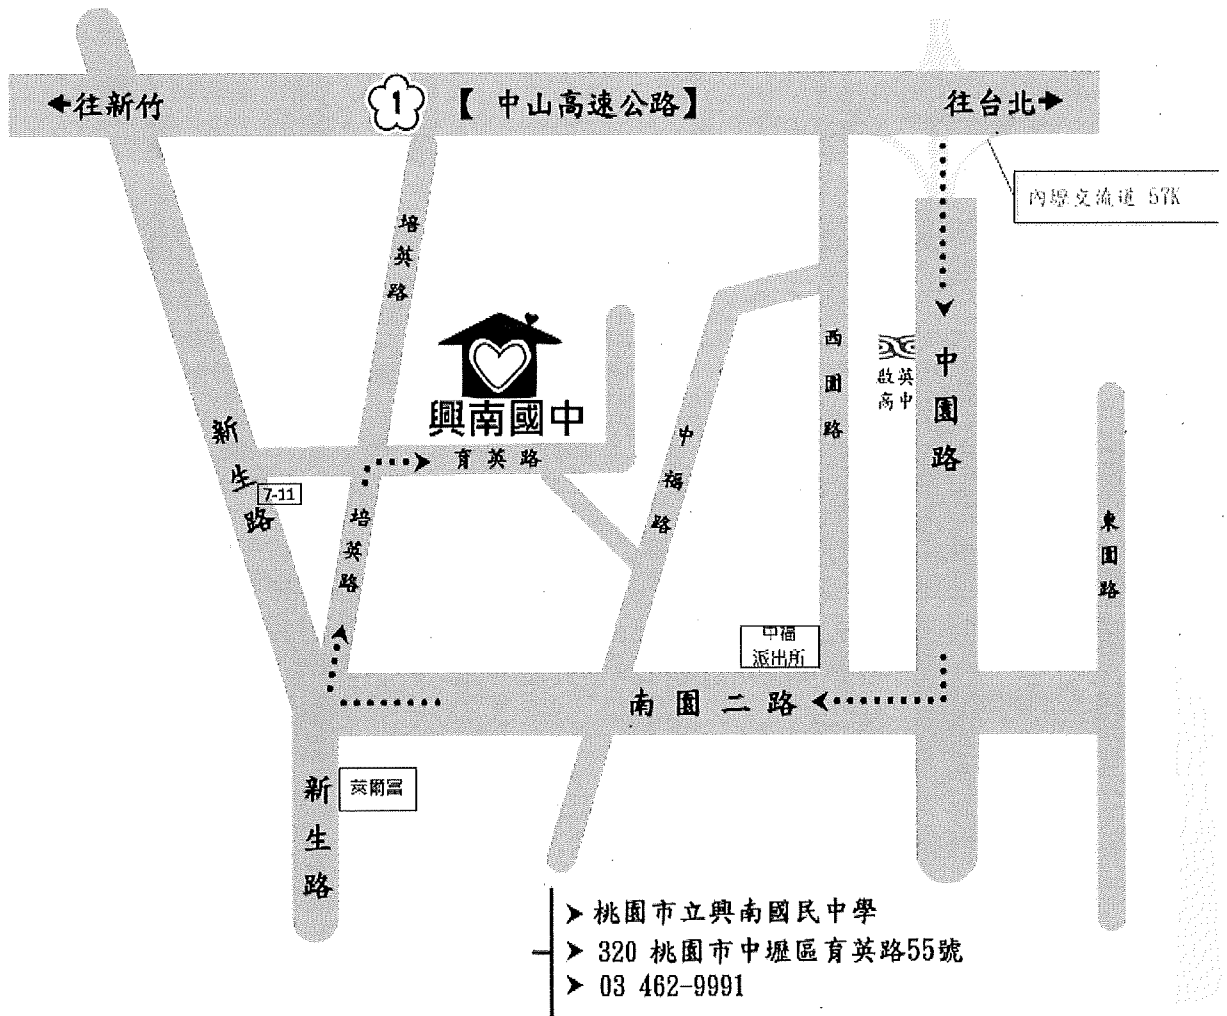 往新竹
1
【 中山高速公路】
往台北
內壢交流道 57K
培英路
西園路
啟英
高中
中園路
興南國中
育英路
中福路
新生路
7-11
培英路
東園路
中福
派出所
南園二路
新生路
萊爾富
桃園市立興南國民中學
320 桃園市中壢區育英路55號
03 462-9991